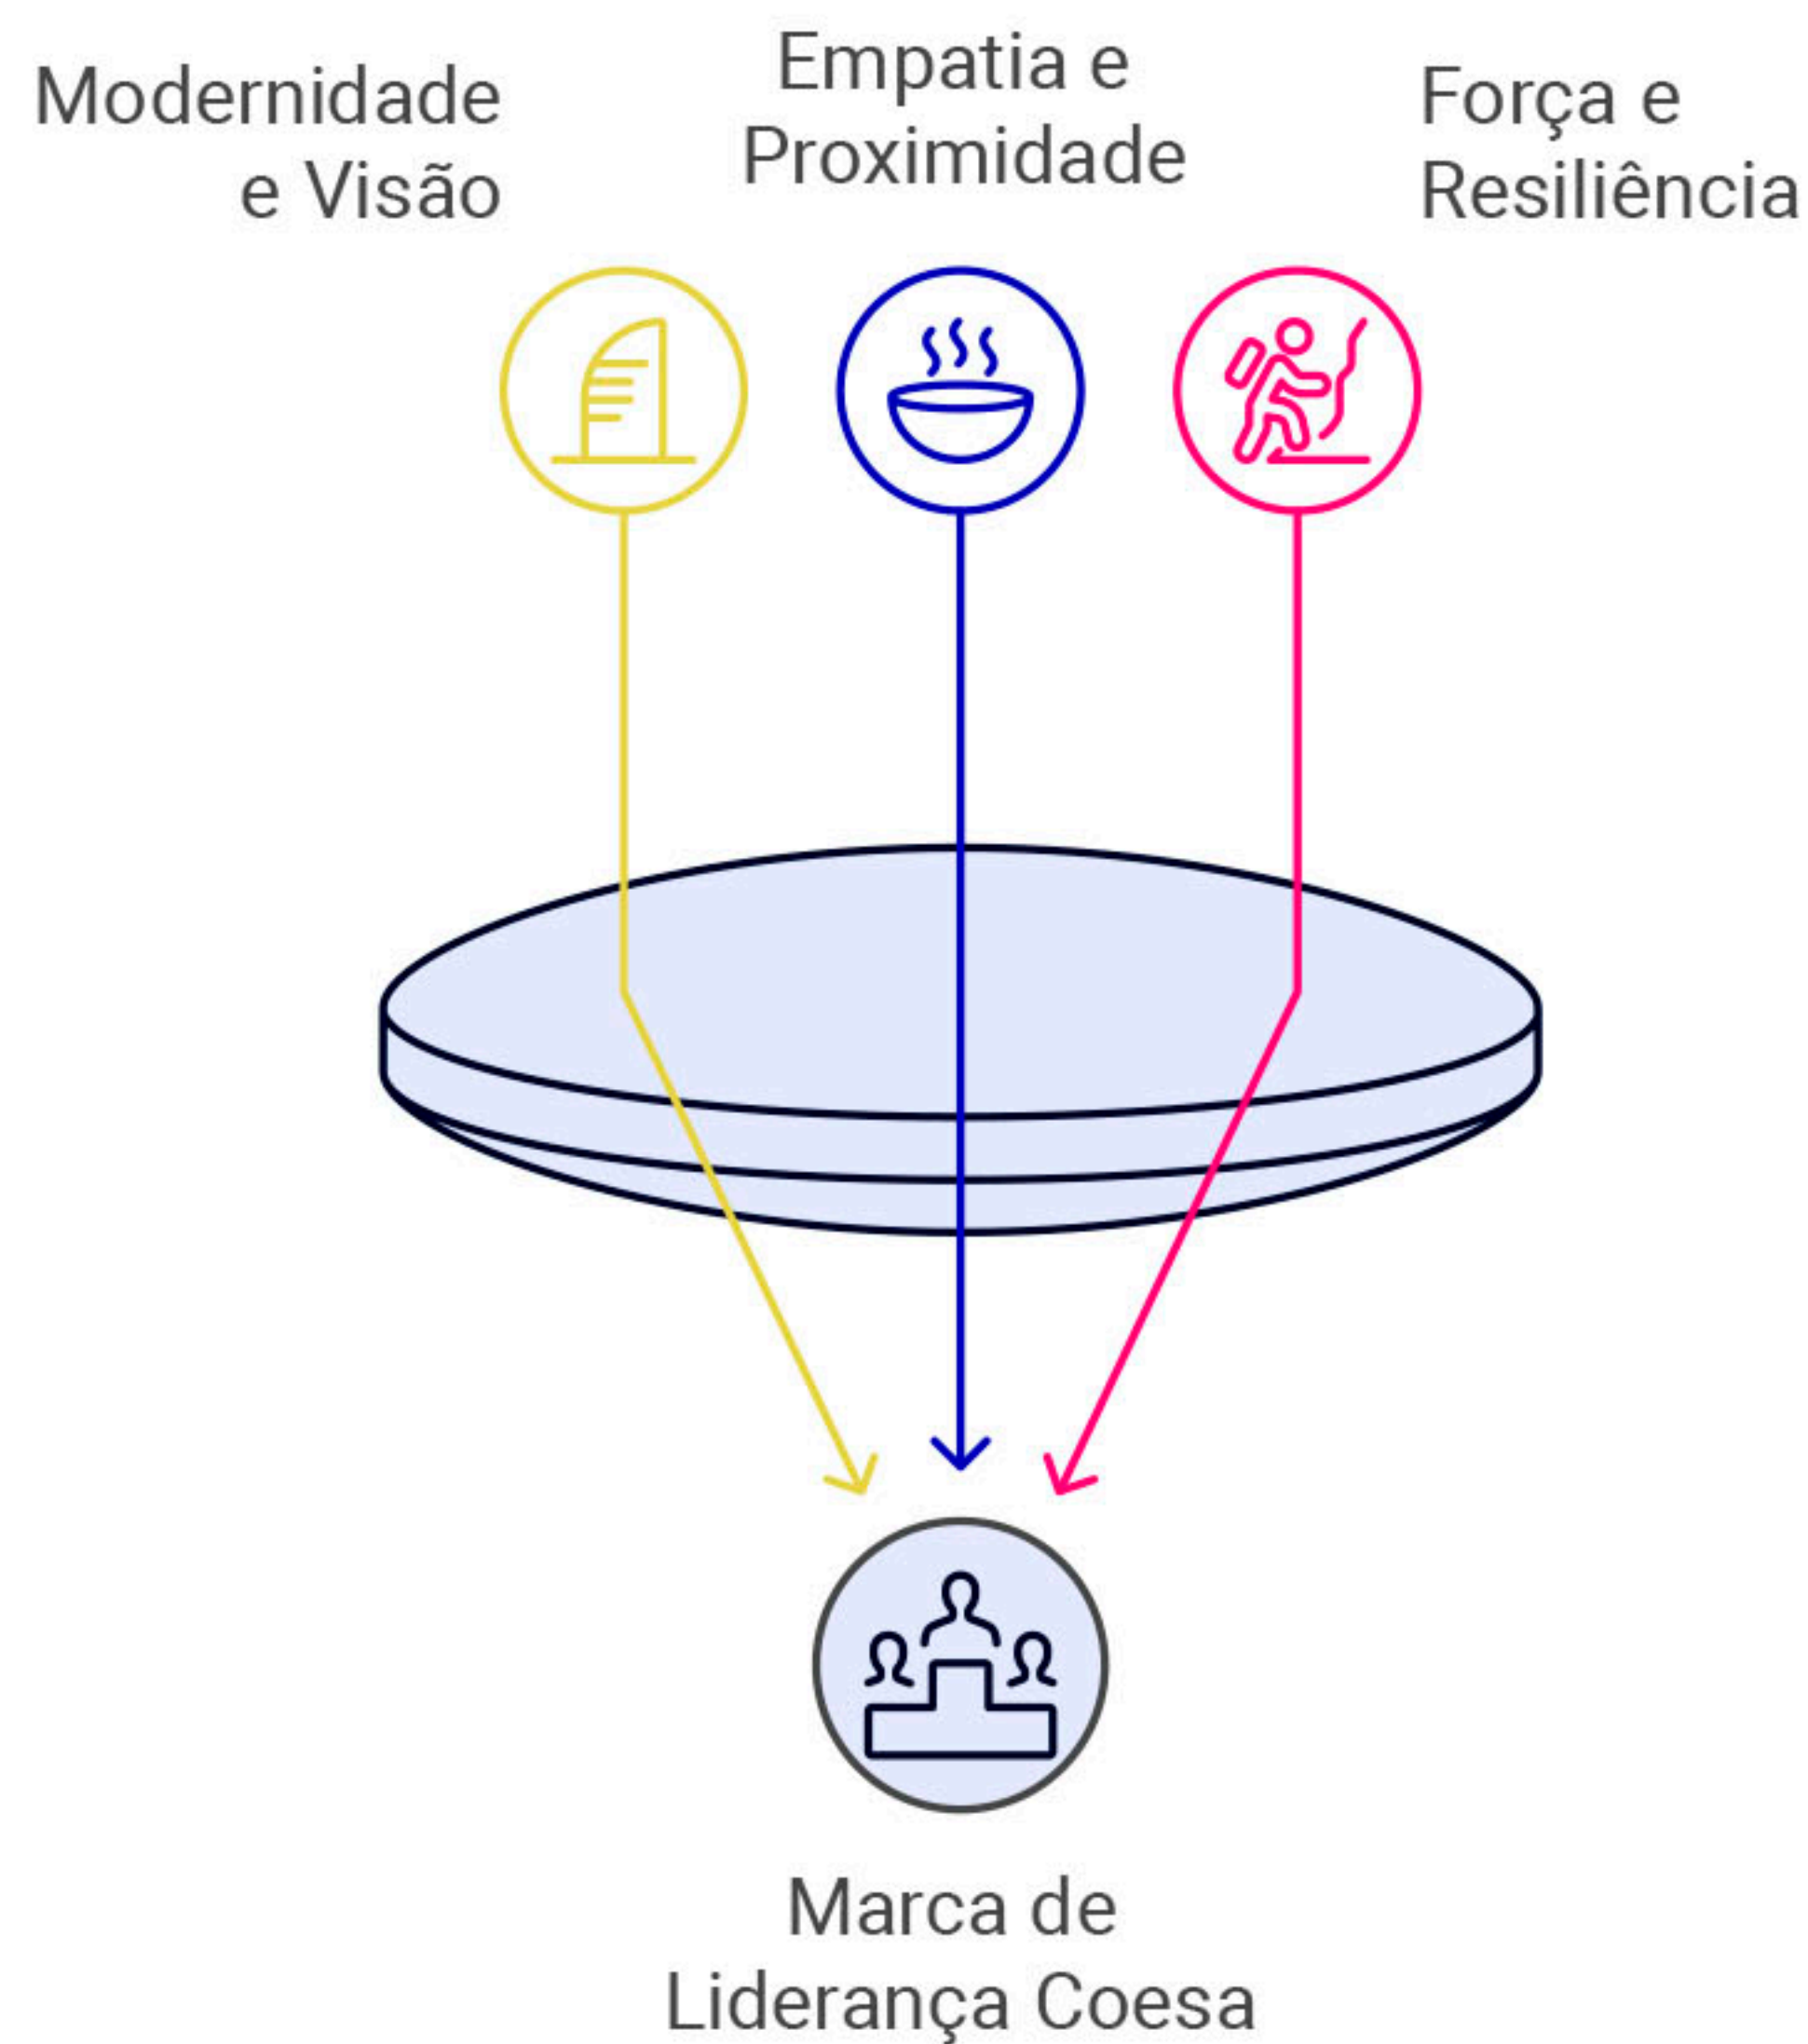 Modernidade
e Visão
Empatia e
Proximidade
Força e
Resiliência
Marca de
Liderança Coesa